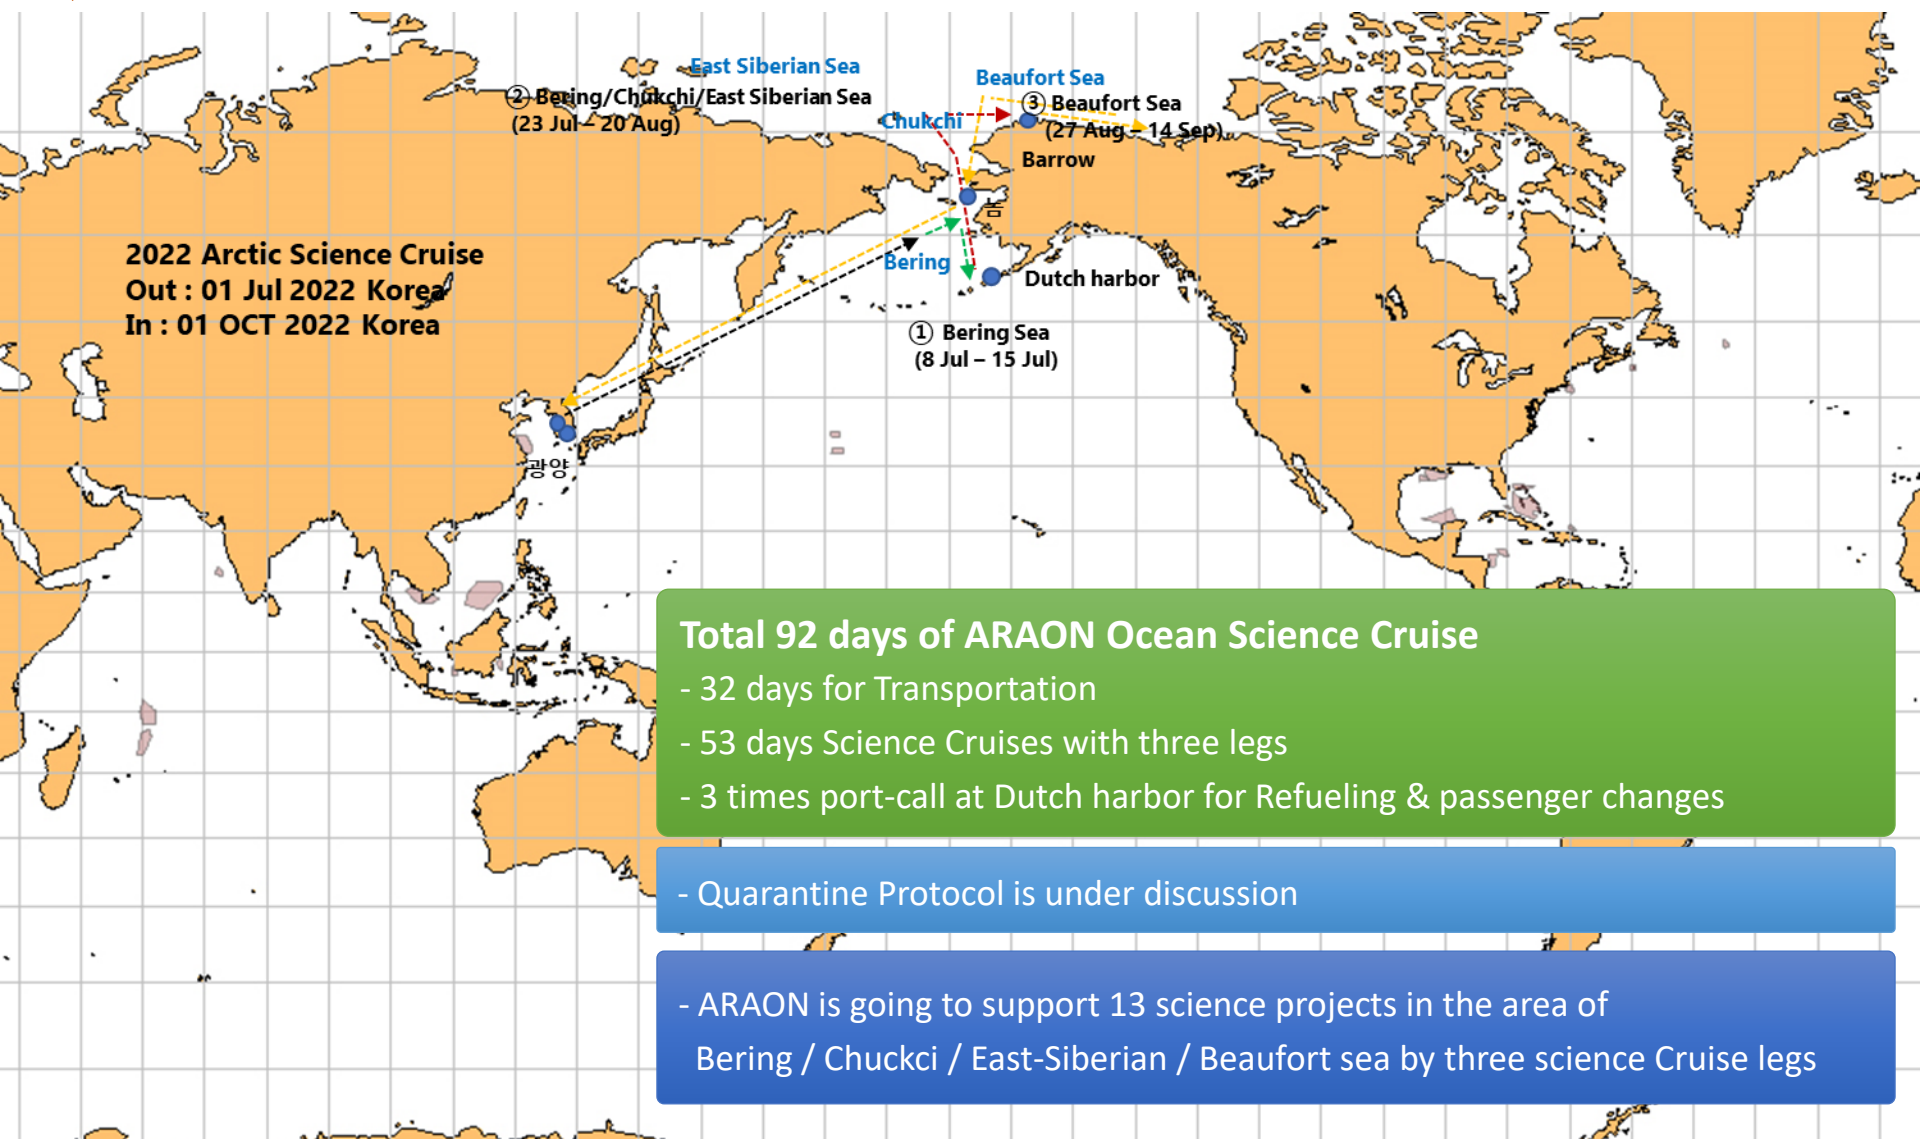 East Siberian Sea
② Bering/Chukchi/East Siberian Sea
(23 Jul – 20 Aug)
Beaufort Sea
③ Beaufort Sea
(27 Aug – 14 Sep)
Chukchi
Barrow
놈
2022 Arctic Science Cruise
Out : 01 Jul 2022 Korea
In : 01 OCT 2022 Korea
Bering
Dutch harbor
① Bering Sea
(8 Jul – 15 Jul)
광양
Total 92 days of ARAON Ocean Science Cruise
- 32 days for Transportation
- 53 days Science Cruises with three legs
- 3 times port-call at Dutch harbor for Refueling & passenger changes
- Quarantine Protocol is under discussion
- ARAON is going to support 13 science projects in the area of
Bering / Chuckci / East-Siberian / Beaufort sea by three science Cruise legs